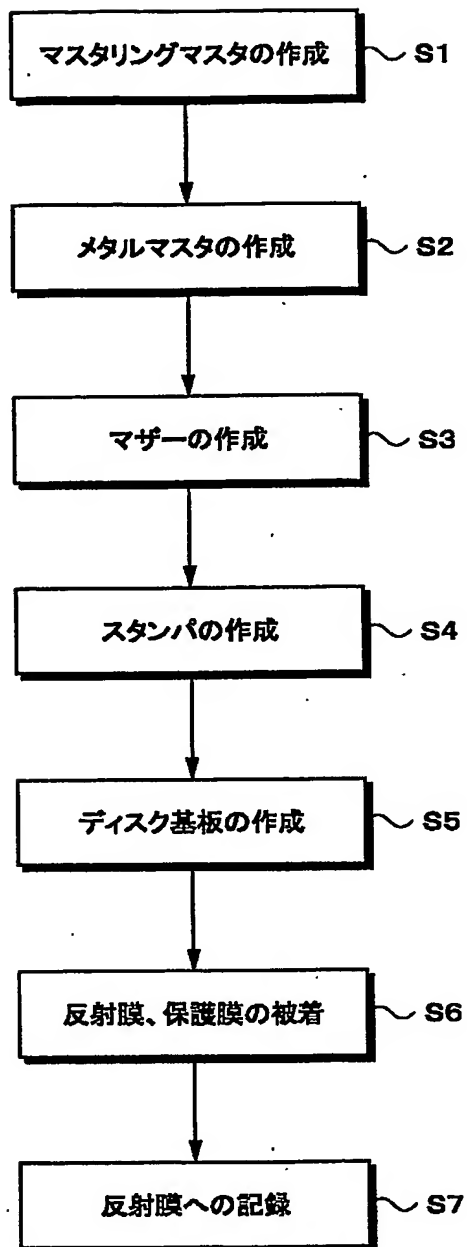 マスタリングマスタの作成 S1
メタルマスタの作成 S2
マザーの作成 S3
スタンパの作成 S4
ディスク基板の作成 S5
反射膜、保護膜の被着 S6
反射膜への記録 S7